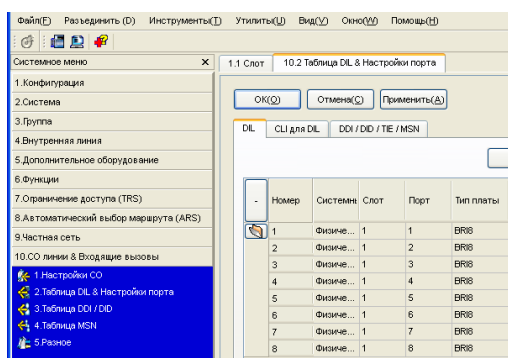 Файл(F) Разъединить (D) Инструменты(T) Утилиты(U) Вид(V) Окно(W) Помощь(H)
Системное меню X
1.1 Слот 10.2 Таблица DIL & Настройки порта
1.Конфигурация
2.Система
3.Группа
4.Внутренняя линия
5.Дополнительное оборудование
6.Функции
7.Ограничение доступа (TRS)
8.Автоматический выбор маршрута (ARS)
9.Частная сеть
10.CO линии & Входящие вызовы
1.Настройки CO
2.Таблица DIL & Настройки порта
3.Таблица DDI / DID
4.Таблица MSN
5.Разное
OK(O) Отмена(C) Применить(A)
DIL CLI для DIL DDI / DID / TIE / MSN
- Номер Системнь Слот Порт Тип платы
1 Физиче... 1 1 BRI8
2 Физиче... 1 2 BRI8
3 Физиче... 1 3 BRI8
4 Физиче... 1 4 BRI8
5 Физиче... 1 5 BRI8
6 Физиче... 1 6 BRI8
7 Физиче... 1 7 BRI8
8 Физиче... 1 8 BRI8